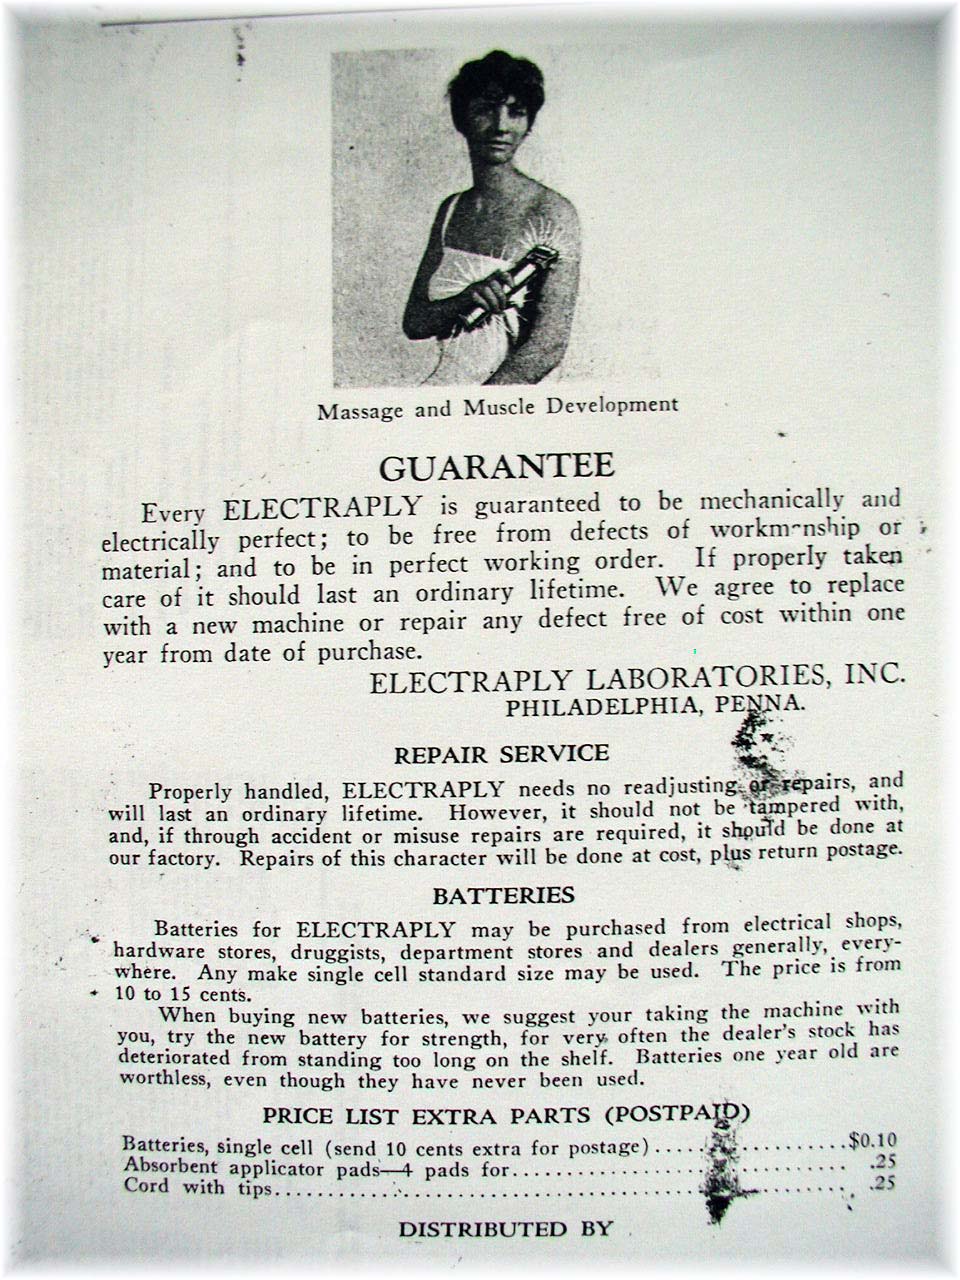 Massage and Muscle Development
GUARANTEE
Every ELECTRAPLY is guaranteed to be mechanically and
electrically perfect; to be free from defects of workm nship or
material; and to be in perfect working order. If properly taken
care of it should last an ordinary lifetime. We agree to replace
with a new machine or repair any defect free of cost within one
year from date of purchase.
ELECTRAPLY LABORATORIES, INC.
PHILADELPHIA, PENNA.
REPAIR SERVICE
Properly handled, ELECTRAPLY needs no readjusting or repairs, and
will last an ordinary lifetime. However, it should not be tampered with,
and, if through accident or misuse repairs are required, it should be done at
our factory. Repairs of this character will be done at cost, plus return postage.
BATTERIES
Batteries for ELECTRAPLY may be purchased from electrical shops,
hardware stores, druggists, department stores and dealers generally, every-
where. Any make single cell standard size may be used. The price is from
10 to 15 cents.
When buying new batteries, we suggest your taking the machine with
you, try the new battery for strength, for very often the dealer's stock has
deteriorated from standing too long on the shelf. Batteries one year old are
worthless, even though they have never been used.
PRICE LIST EXTRA PARTS (POSTPAID)
Batteries, single cell (send 10 cents extra for postage)....................$0.10
Absorbent applicator pads—4 pads for.................................. .25
Cord with tips......................................................... .25
DISTRIBUTED BY